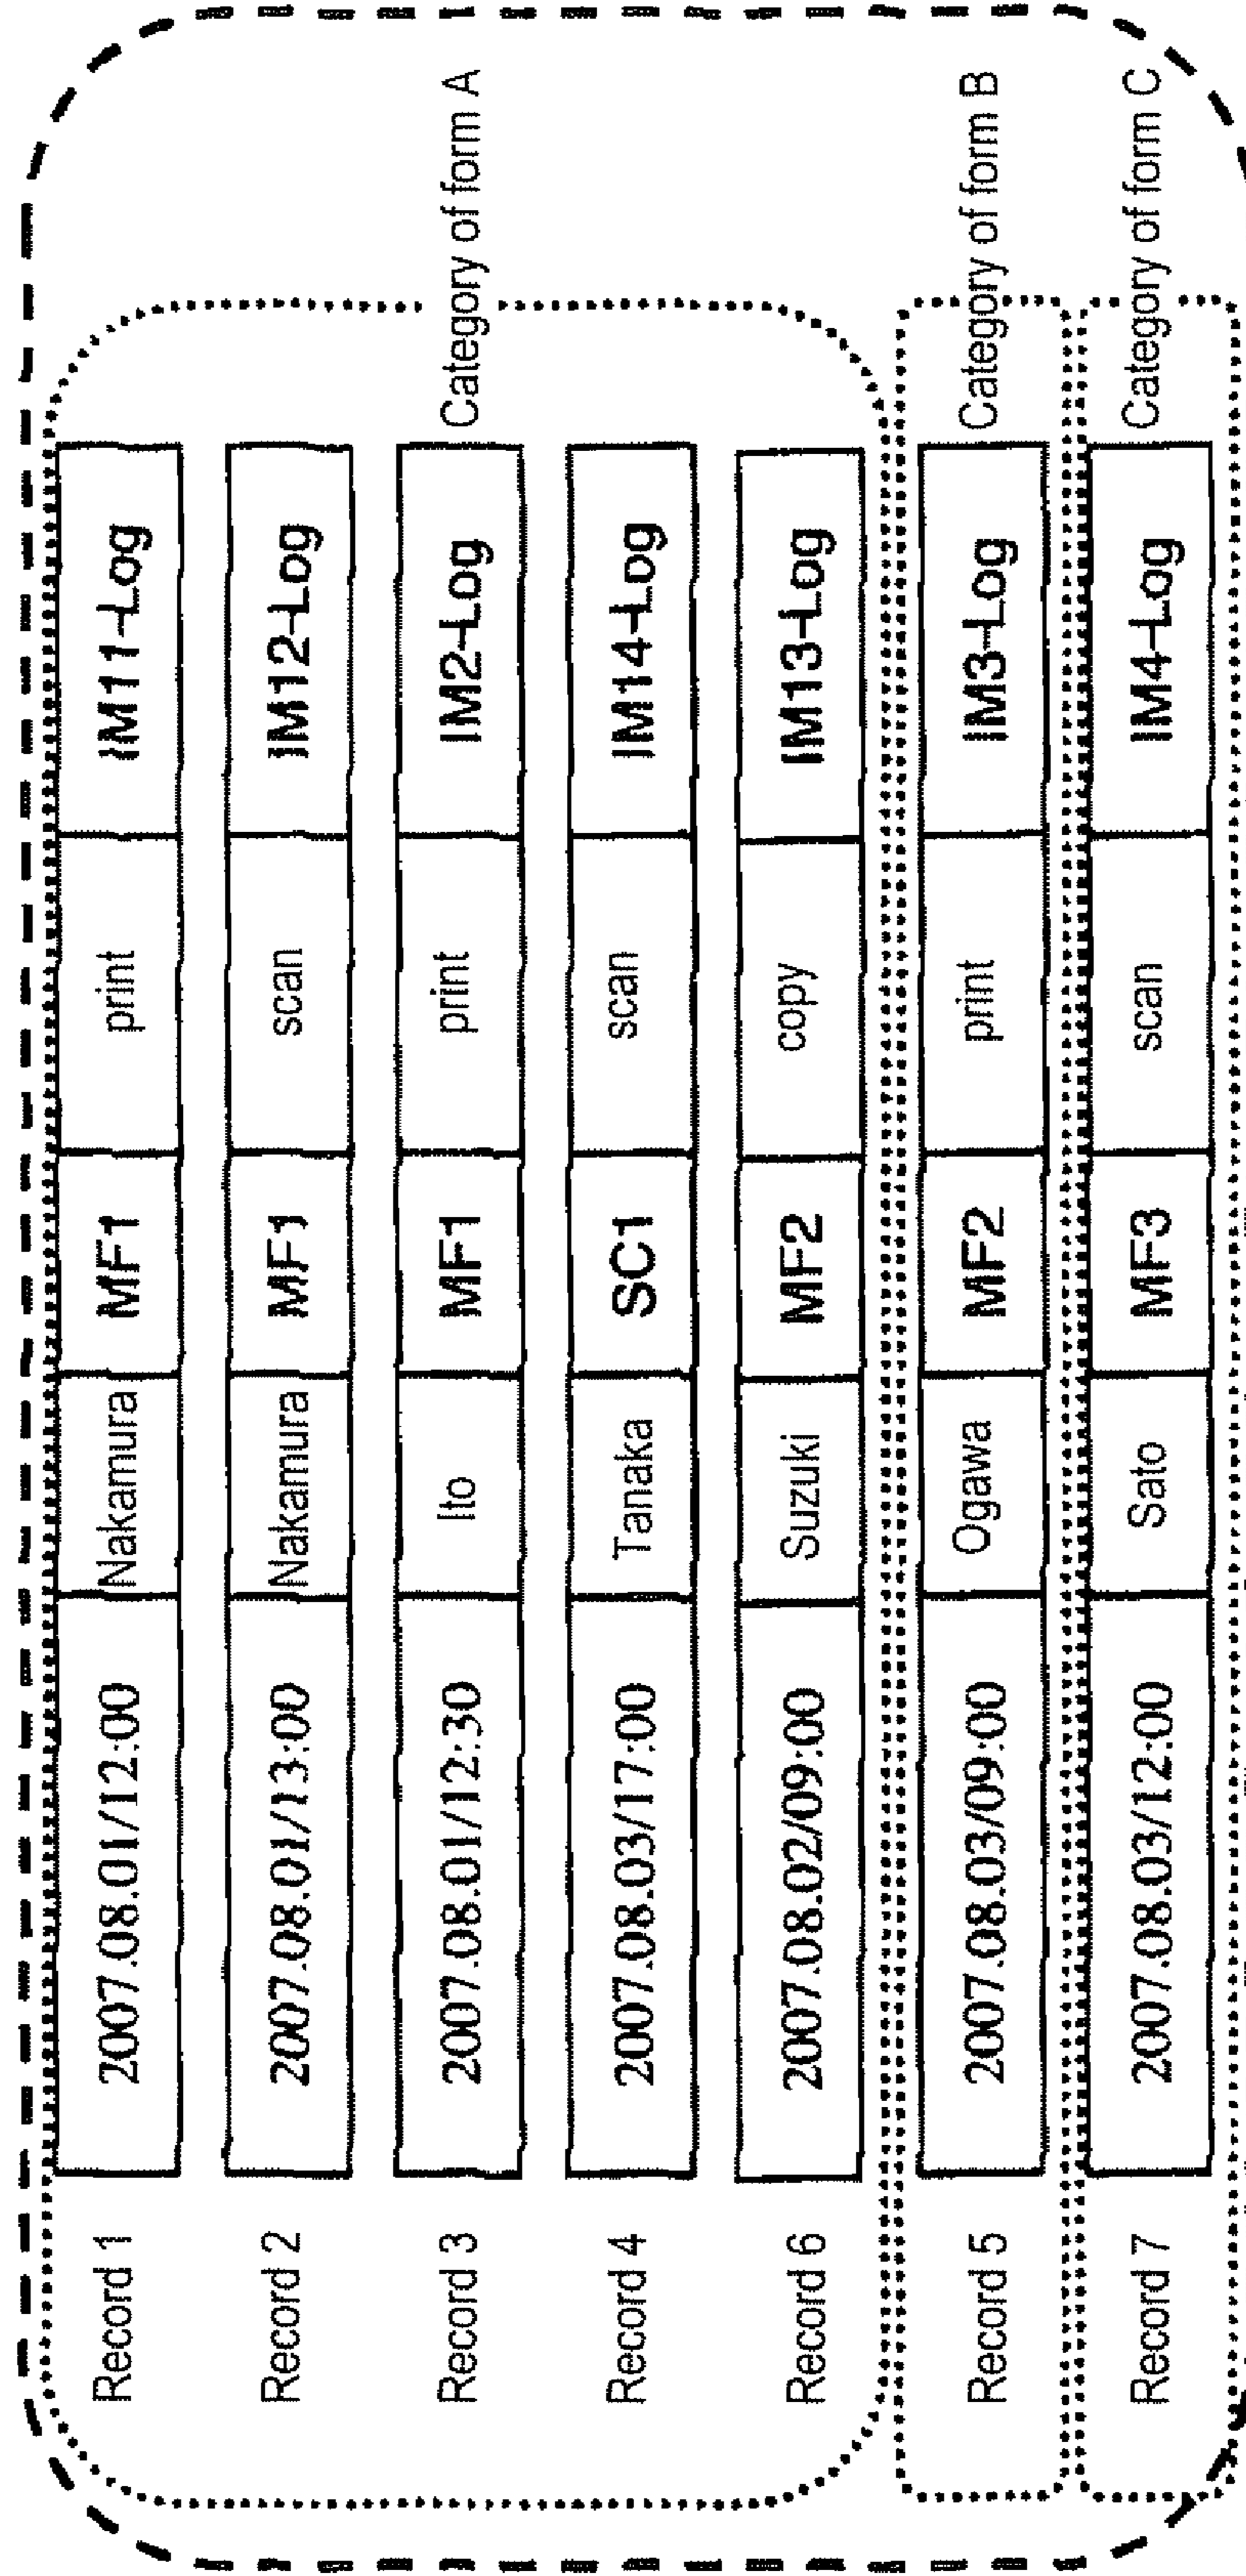 Record 1 2007.08.01/12:00 Nakamura MF1 print IM11-Log
Record 2 2007.08.01/13:00 Nakamura MF1 scan IM12-Log
Record 3 2007.08.01/12:30 Ito MF1 print IM2-Log Category of form A
Record 4 2007.08.03/17:00 Tanaka SC1 scan IM14-Log
Record 6 2007.08.02/09:00 Suzuki MF2 copy IM13-Log
Record 5 2007.08.03/09:00 Ogawa MF2 print IM3-Log Category of form B
Record 7 2007.08.03/12:00 Sato MF3 scan IM4-Log Category of form C